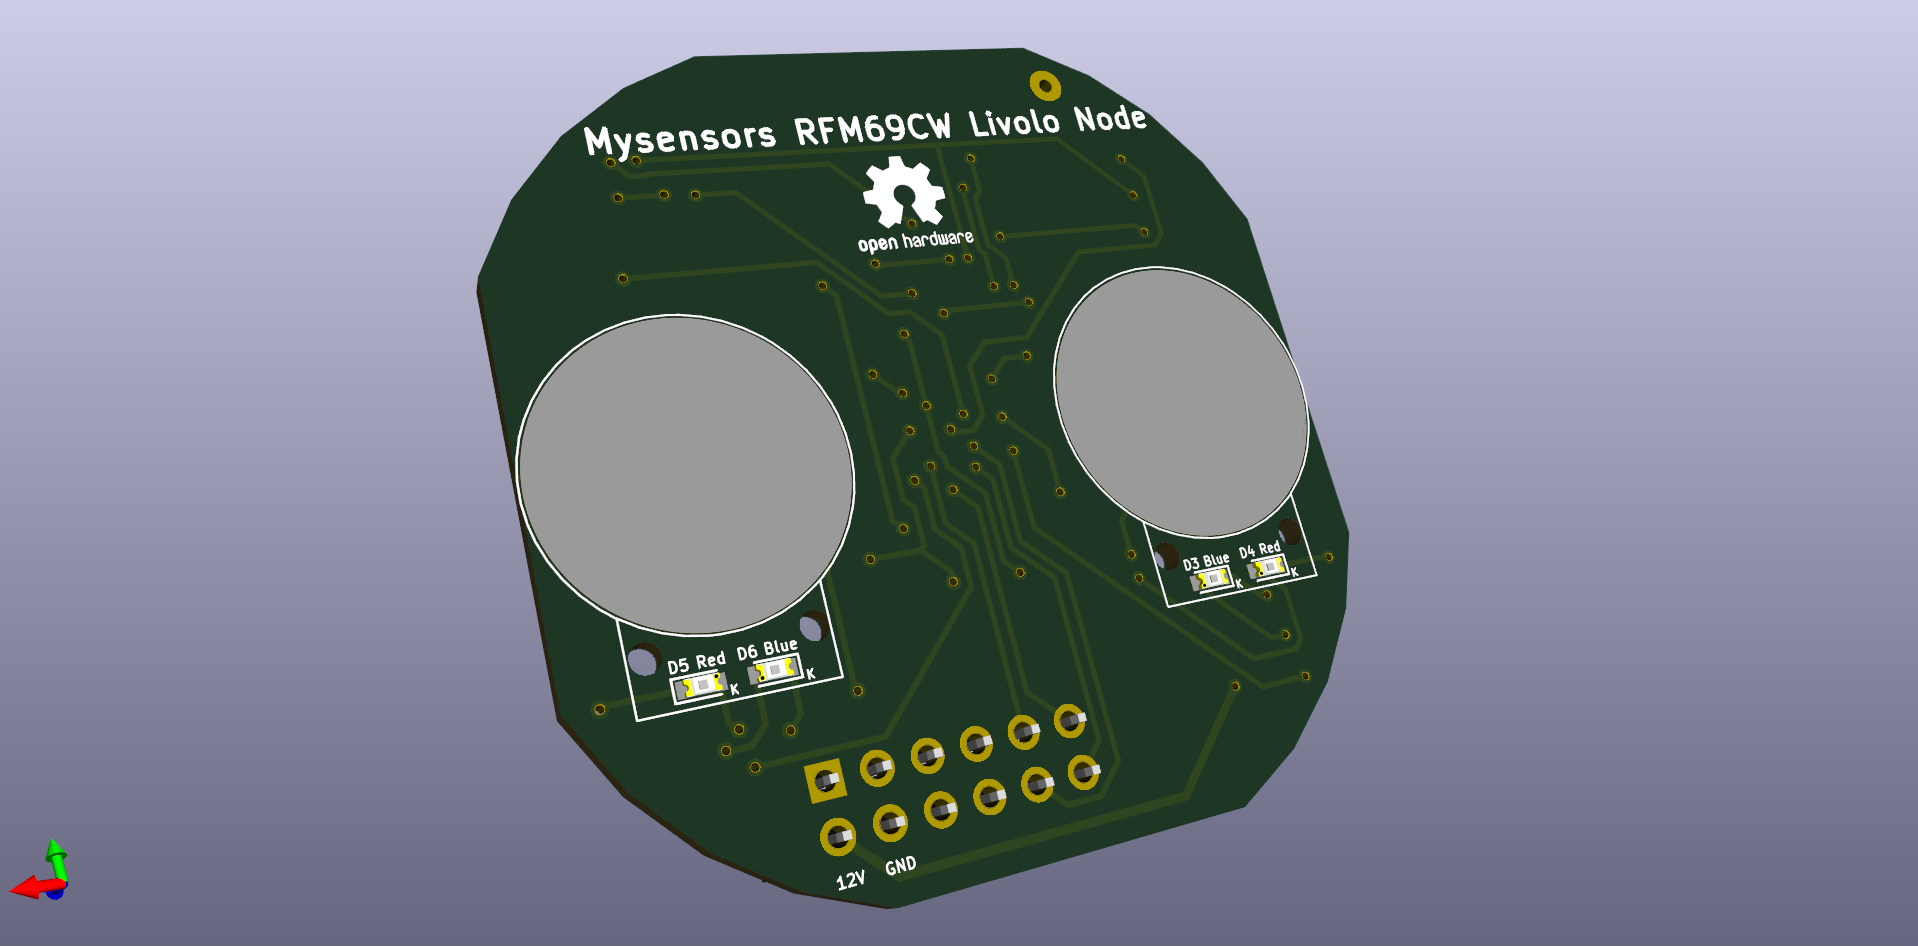 Mysensors RFM69CW Livolo Node
open hardware
D3 Blue D4 Red
K K
D5 Red D6 Blue
K K
12V GND